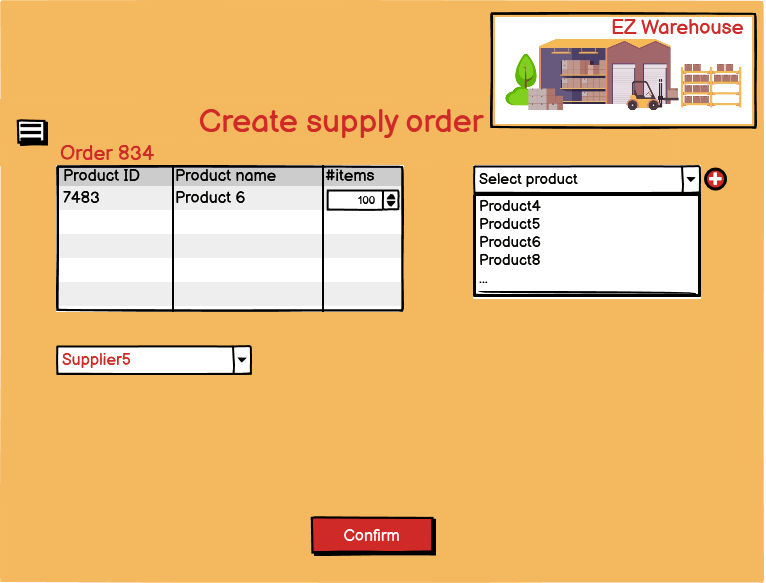 EZ Warehouse
Create supply order
Order 834
Product ID Product name #items
7483 Product 6 100
Select product
Product4
Product5
Product6
Product8
...
Supplier5
Confirm